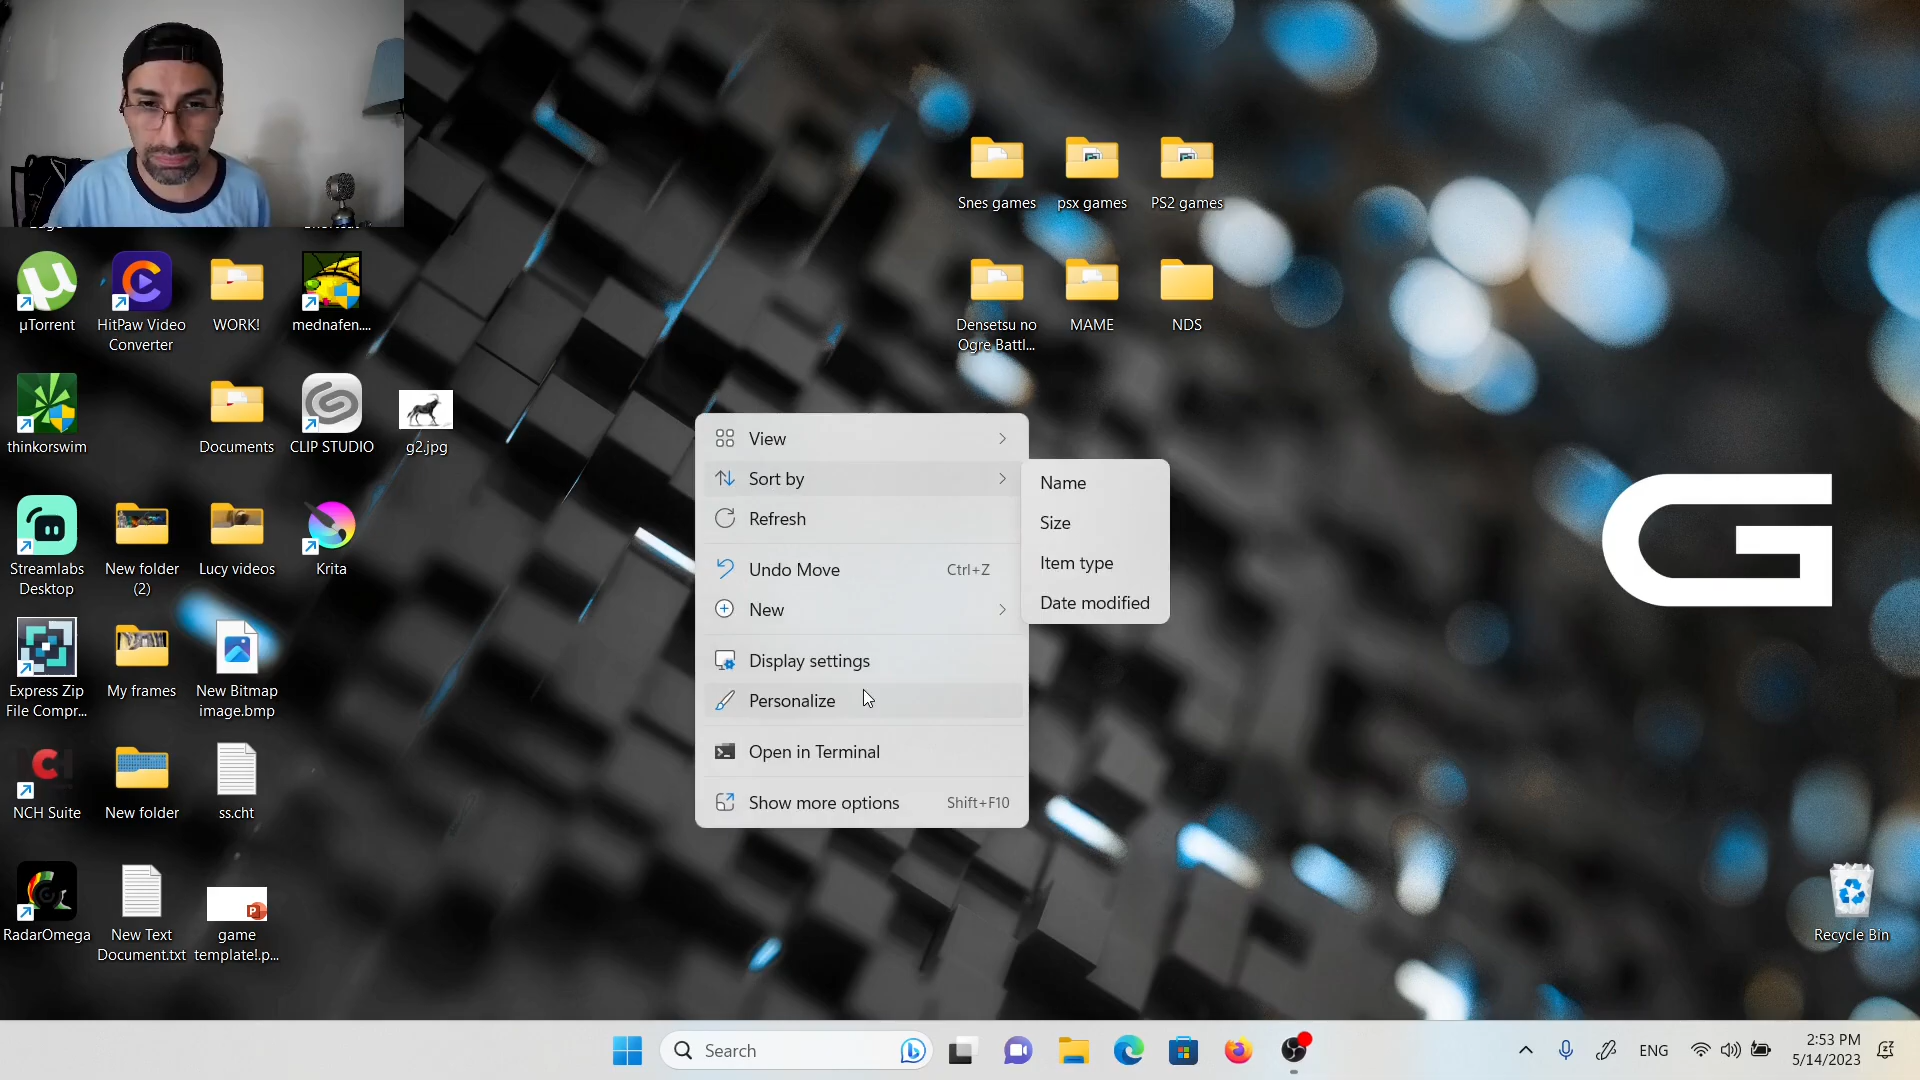 Snes games
psx games
PS2 games
µTorrent
HitPaw Video
Converter
WORK!
mednafen....
Densetsu no
Ogre Battl...
MAME
NDS
thinkorswim
Documents
CLIP STUDIO
g2.jpg
View
Sort by
Refresh
Undo Move
Ctrl+Z
New
Display settings
Personalize
Open in Terminal
Show more options
Shift+F10
Name
Size
Item type
Date modified
Streamlabs
Desktop
New folder
(2)
Lucy videos
Krita
Express Zip
File Compr...
My frames
New Bitmap
image.bmp
NCH Suite
New folder
ss.cht
RadarOmega
New Text
Document.txt
game
template!.p...
G
Recycle Bin
Search
ENG
2:53 PM
5/14/2023